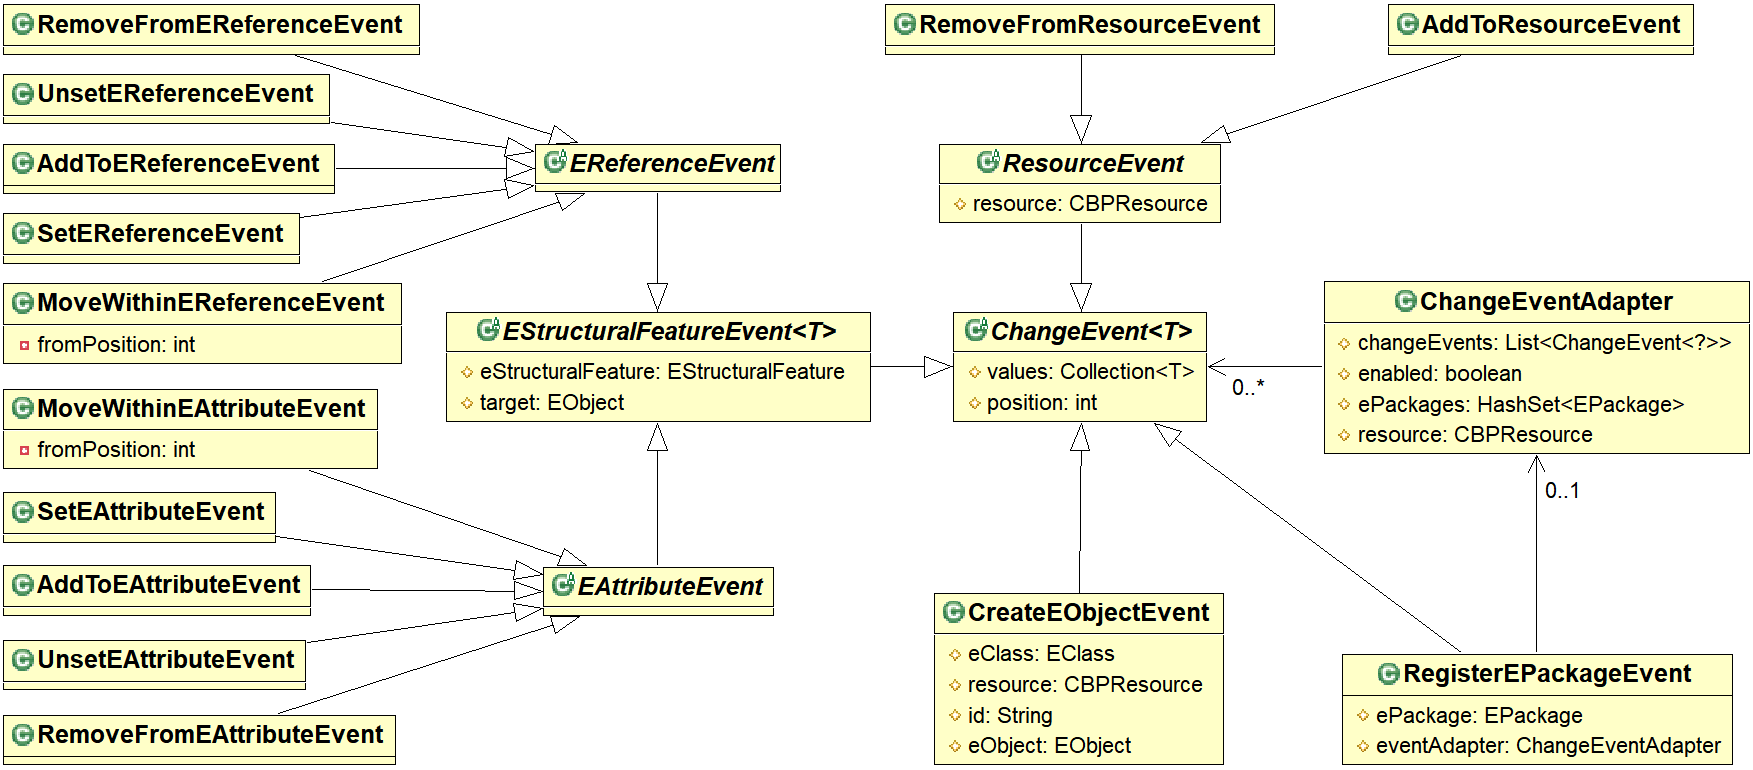 RemoveFromEReferenceEvent
UnsetEReferenceEvent
AddToEReferenceEvent
SetEReferenceEvent
MoveWithinEReferenceEvent
fromPosition: int
MoveWithinEAttributeEvent
fromPosition: int
SetEAttributeEvent
AddToEAttributeEvent
UnsetEAttributeEvent
RemoveFromEAttributeEvent
EReferenceEvent
EStructuralFeatureEvent<T>
eStructuralFeature: EStructuralFeature
target: EObject
EAttributeEvent
RemoveFromResourceEvent
AddToResourceEvent
ResourceEvent
resource: CBPResource
ChangeEvent<T>
values: Collection<T>
position: int
0..*
ChangeEventAdapter
changeEvents: List<ChangeEvent<?>>
enabled: boolean
ePackages: HashSet<EPackage>
resource: CBPResource
0..1
CreateEObjectEvent
eClass: EClass
resource: CBPResource
id: String
eObject: EObject
RegisterEPackageEvent
ePackage: EPackage
eventAdapter: ChangeEventAdapter